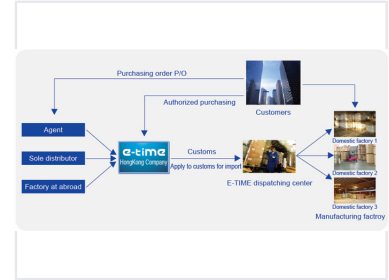 Purchasing order P/O
Authorized purchasing
Customers
Agent
Sole distributor
Factory at abroad
e-time
HongKang Company
Customs
Apply to customs for import
E-TIME dispatching center
Domestic factory 1
Domestic factory 2
Domestic factory 3
Manufacturing factroy